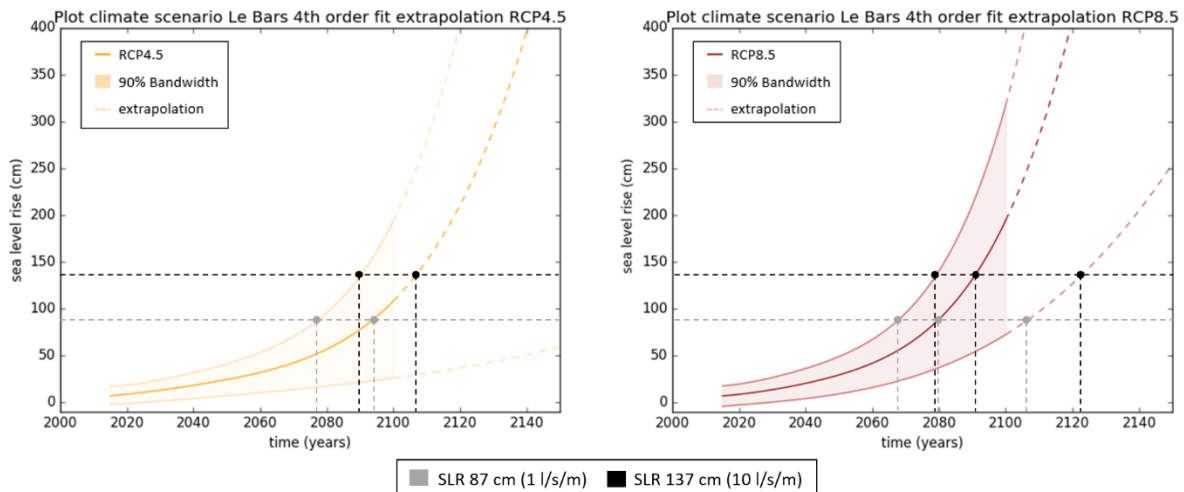 Plot climate scenario Le Bars 4th order fit extrapolation RCP4.5
400
350
300
250
200
150
100
50
0
sea level rise (cm)
RCP4.5
90% Bandwidth
extrapolation
2000
2020
2040
2060
2080
2100
2120
2140
time (years)
Plot climate scenario Le Bars 4th order fit extrapolation RCP8.5
400
350
300
250
200
150
100
50
0
sea level rise (cm)
RCP8.5
90% Bandwidth
extrapolation
2000
2020
2040
2060
2080
2100
2120
2140
time (years)
SLR 87 cm (1 l/s/m)
SLR 137 cm (10 l/s/m)